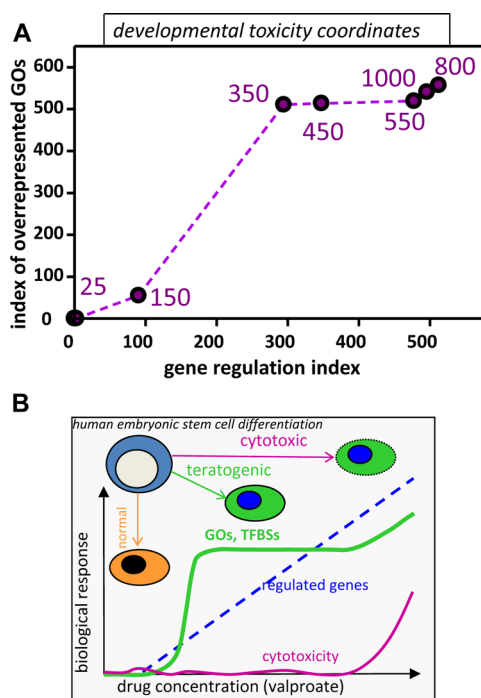 A
developmental toxicity coordinates
index of overrepresented GOs
600
500
400
300
200
100
0
350
450
1000
800
550
25
150
0
100
200
300
400
500
gene regulation index
B
human embryonic stem cell differentiation
cytotoxic
teratogenic
normal
GOs, TFBSs
regulated genes
cytotoxicity
biological response
drug concentration (valproate)